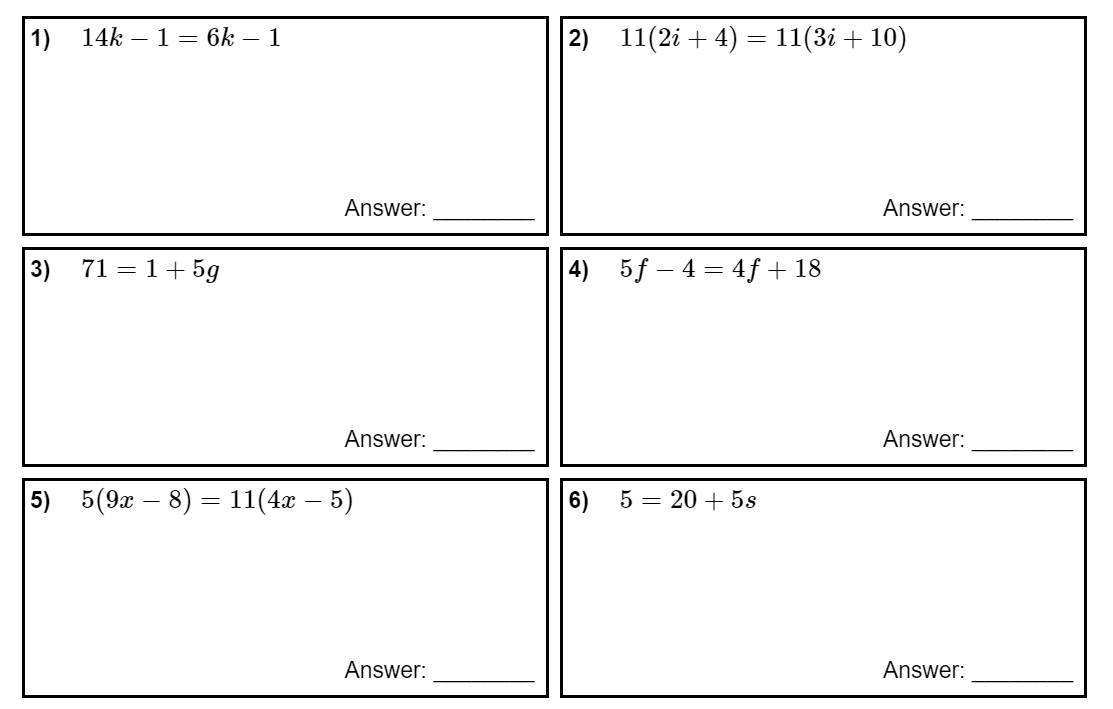 1) 14k − 1 = 6k − 1
Answer: ________
2) 11(2i + 4) = 11(3i + 10)
Answer: ________
3) 71 = 1 + 5g
Answer: ________
4) 5f − 4 = 4f + 18
Answer: ________
5) 5(9x − 8) = 11(4x − 5)
Answer: ________
6) 5 = 20 + 5s
Answer: ________